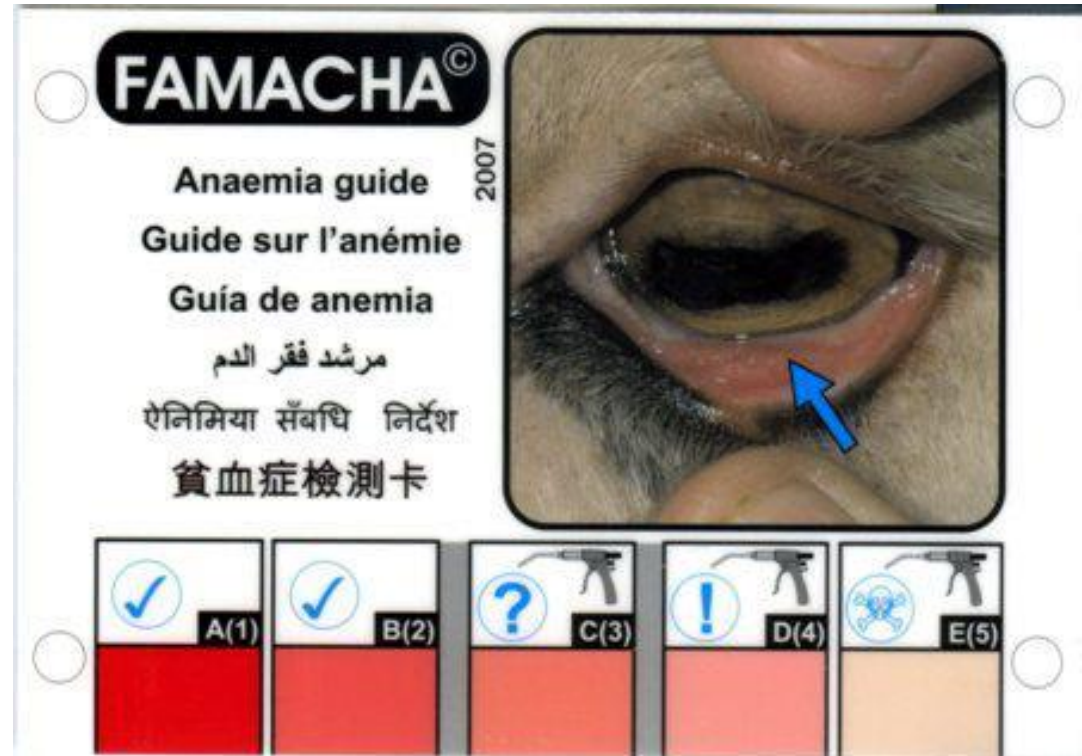 FAMACHA©
2007
Anaemia guide
Guide sur l'anémie
Guía de anemia
مرشد فقر الدم
ऐनिमिया सँबधि निर्देश
貧血症檢測卡
✓ A(1)
✓ B(2)
? C(3)
! D(4)
E(5)